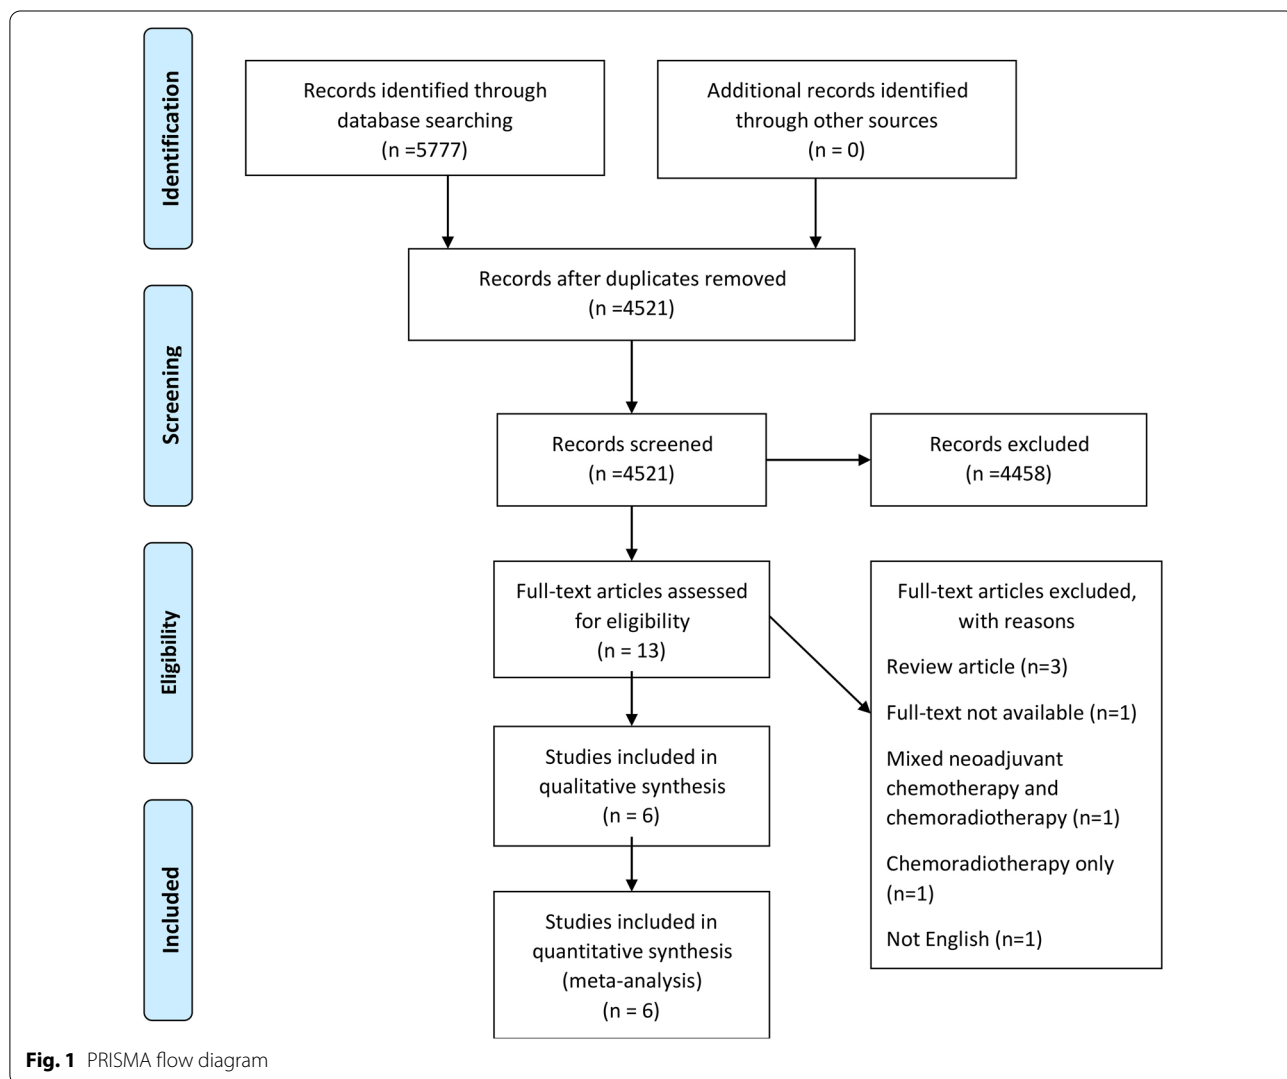 Identification
Records identified through
database searching
(n =5777)
Additional records identified
through other sources
(n = 0)
Records after duplicates removed
(n =4521)
Screening
Records screened
(n =4521)
Records excluded
(n =4458)
Eligibility
Full-text articles assessed
for eligibility
(n = 13)
Full-text articles excluded,
with reasons
Review article (n=3)
Full-text not available (n=1)
Mixed neoadjuvant
chemotherapy and
chemoradiotherapy (n=1)
Chemoradiotherapy only
(n=1)
Not English (n=1)
Studies included in
qualitative synthesis
(n = 6)
Included
Studies included in
quantitative synthesis
(meta-analysis)
(n = 6)
Fig. 1 PRISMA flow diagram